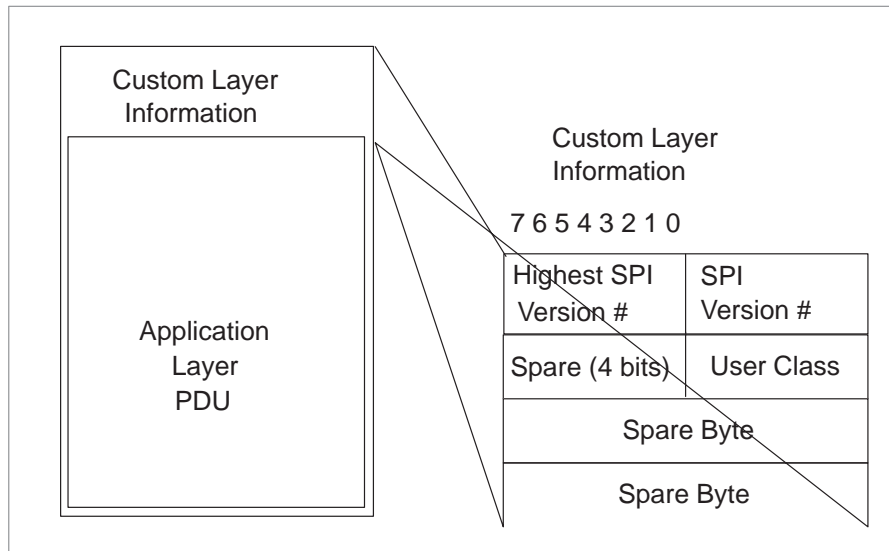 Custom Layer
Information
Application
Layer
PDU
Custom Layer
Information
7 6 5 4 3 2 1 0
Highest SPI
Version #
SPI
Version #
Spare (4 bits)
User Class
Spare Byte
Spare Byte